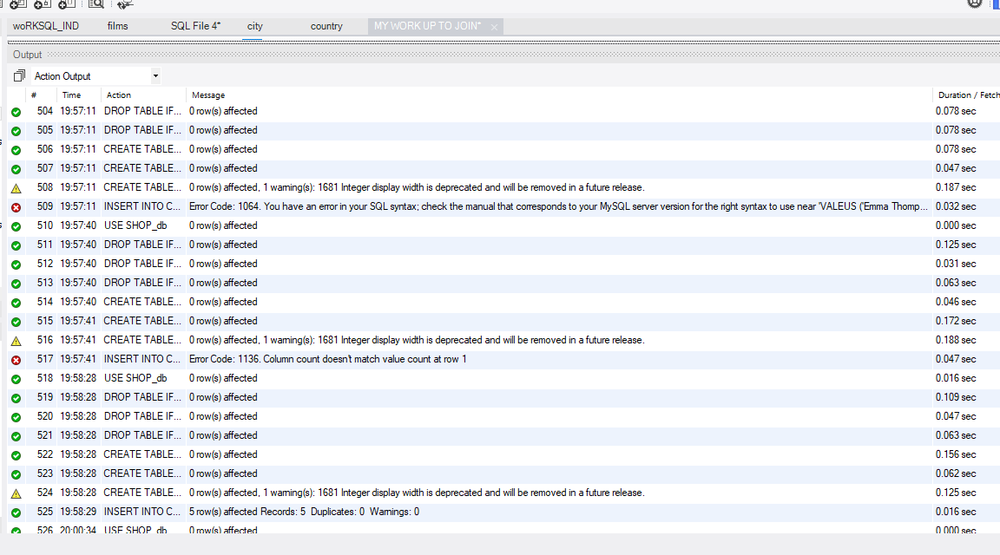 woRKSQL_IND films SQL File 4* city country MY WORK UP TO JOIN* ×
Output
Action Output
# Time Action Message Duration / Fetch
504 19:57:11 DROP TABLE IF... 0 row(s) affected 0.078 sec
505 19:57:11 DROP TABLE IF... 0 row(s) affected 0.078 sec
506 19:57:11 CREATE TABLE... 0 row(s) affected 0.078 sec
507 19:57:11 CREATE TABLE... 0 row(s) affected 0.047 sec
508 19:57:11 CREATE TABLE... 0 row(s) affected, 1 warning(s): 1681 Integer display width is deprecated and will be removed in a future release. 0.187 sec
509 19:57:11 INSERT INTO C... Error Code: 1064. You have an error in your SQL syntax; check the manual that corresponds to your MySQL server version for the right syntax to use near 'VALEUS ('Emma Thomp... 0.032 sec
510 19:57:40 USE SHOP_db 0 row(s) affected 0.000 sec
511 19:57:40 DROP TABLE IF... 0 row(s) affected 0.125 sec
512 19:57:40 DROP TABLE IF... 0 row(s) affected 0.031 sec
513 19:57:40 DROP TABLE IF... 0 row(s) affected 0.063 sec
514 19:57:40 CREATE TABLE... 0 row(s) affected 0.046 sec
515 19:57:41 CREATE TABLE... 0 row(s) affected 0.172 sec
516 19:57:41 CREATE TABLE... 0 row(s) affected, 1 warning(s): 1681 Integer display width is deprecated and will be removed in a future release. 0.188 sec
517 19:57:41 INSERT INTO C... Error Code: 1136. Column count doesn't match value count at row 1 0.047 sec
518 19:58:28 USE SHOP_db 0 row(s) affected 0.016 sec
519 19:58:28 DROP TABLE IF... 0 row(s) affected 0.109 sec
520 19:58:28 DROP TABLE IF... 0 row(s) affected 0.047 sec
521 19:58:28 DROP TABLE IF... 0 row(s) affected 0.063 sec
522 19:58:28 CREATE TABLE... 0 row(s) affected 0.156 sec
523 19:58:28 CREATE TABLE... 0 row(s) affected 0.062 sec
524 19:58:28 CREATE TABLE... 0 row(s) affected, 1 warning(s): 1681 Integer display width is deprecated and will be removed in a future release. 0.125 sec
525 19:58:29 INSERT INTO C... 5 row(s) affected Records: 5 Duplicates: 0 Warnings: 0 0.016 sec
526 20:00:34 USE SHOP_db 0 row(s) affected 0.000 sec